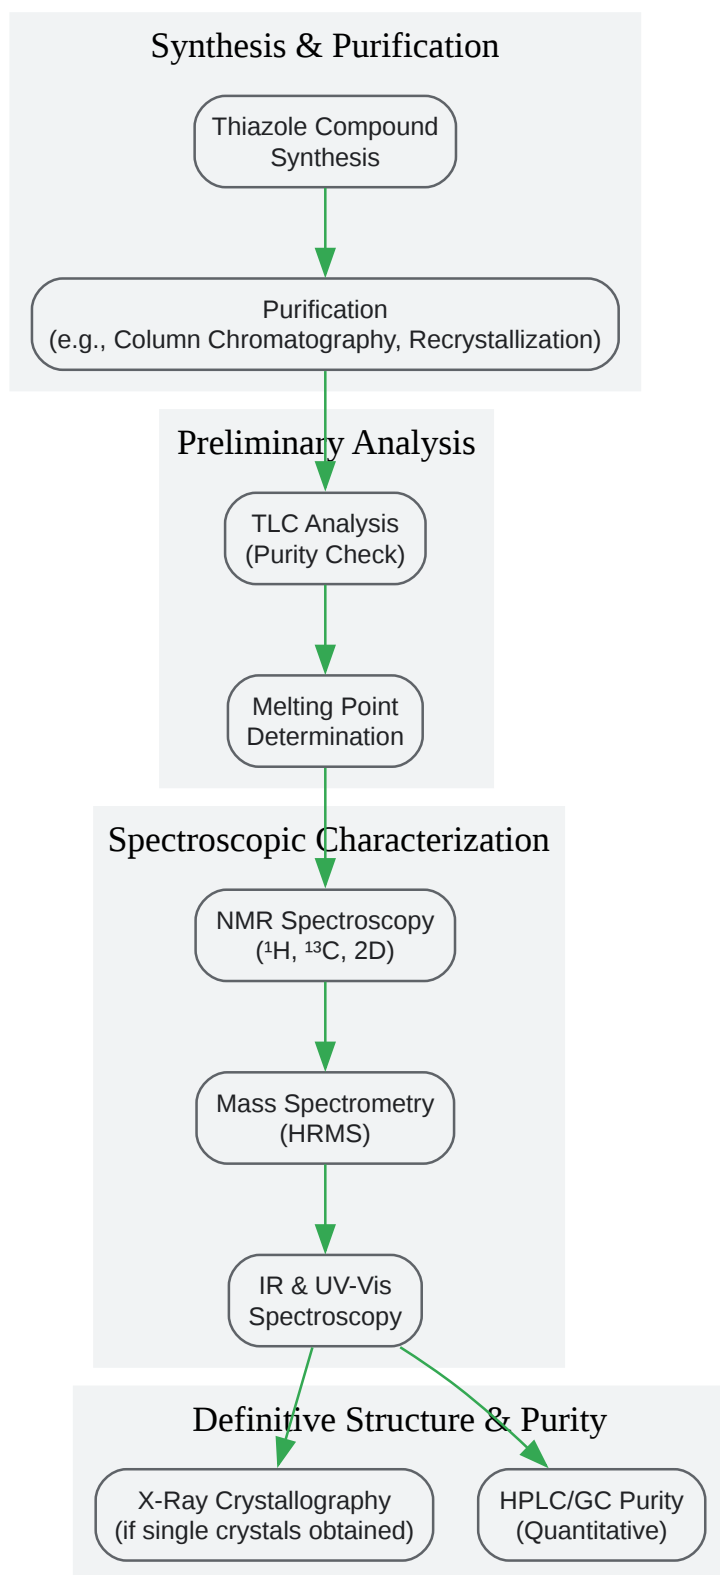 Synthesis & Purification
Thiazole Compound
Synthesis
Purification
(e.g., Column Chromatography, Recrystallization)
Preliminary Analysis
TLC Analysis
(Purity Check)
Melting Point
Determination
Spectroscopic Characterization
NMR Spectroscopy
(¹H, ¹³C, 2D)
Mass Spectrometry
(HRMS)
IR & UV-Vis
Spectroscopy
Definitive Structure & Purity
X-Ray Crystallography
(if single crystals obtained)
HPLC/GC Purity
(Quantitative)